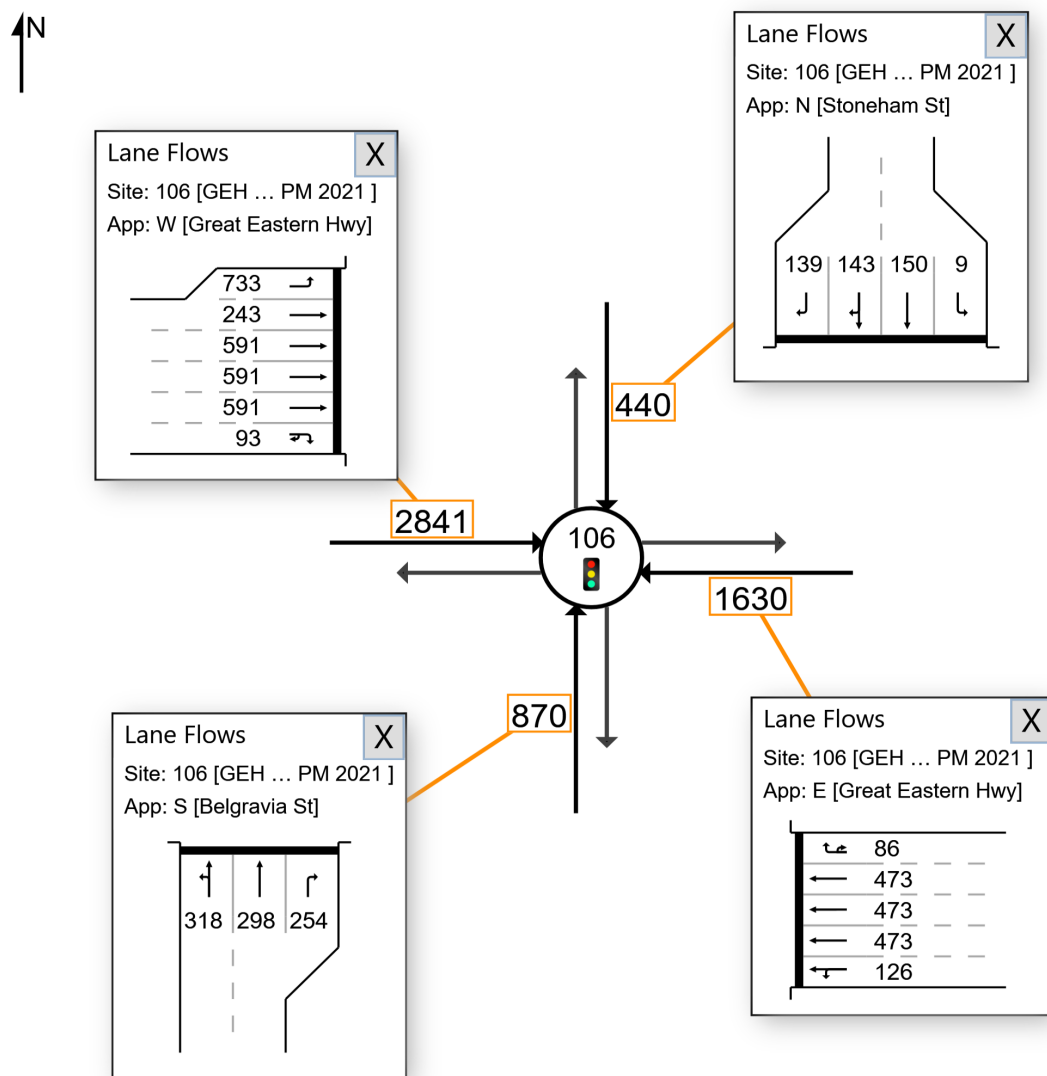 N
Lane Flows X
Site: 106 [GEH ... PM 2021 ]
App: N [Stoneham St]
139 143 150 9
Lane Flows X
Site: 106 [GEH ... PM 2021 ]
App: W [Great Eastern Hwy]
733
243
591
591
591
93
440
2841
106
1630
870
Lane Flows X
Site: 106 [GEH ... PM 2021 ]
App: S [Belgravia St]
318 298 254
Lane Flows X
Site: 106 [GEH ... PM 2021 ]
App: E [Great Eastern Hwy]
86
473
473
473
126